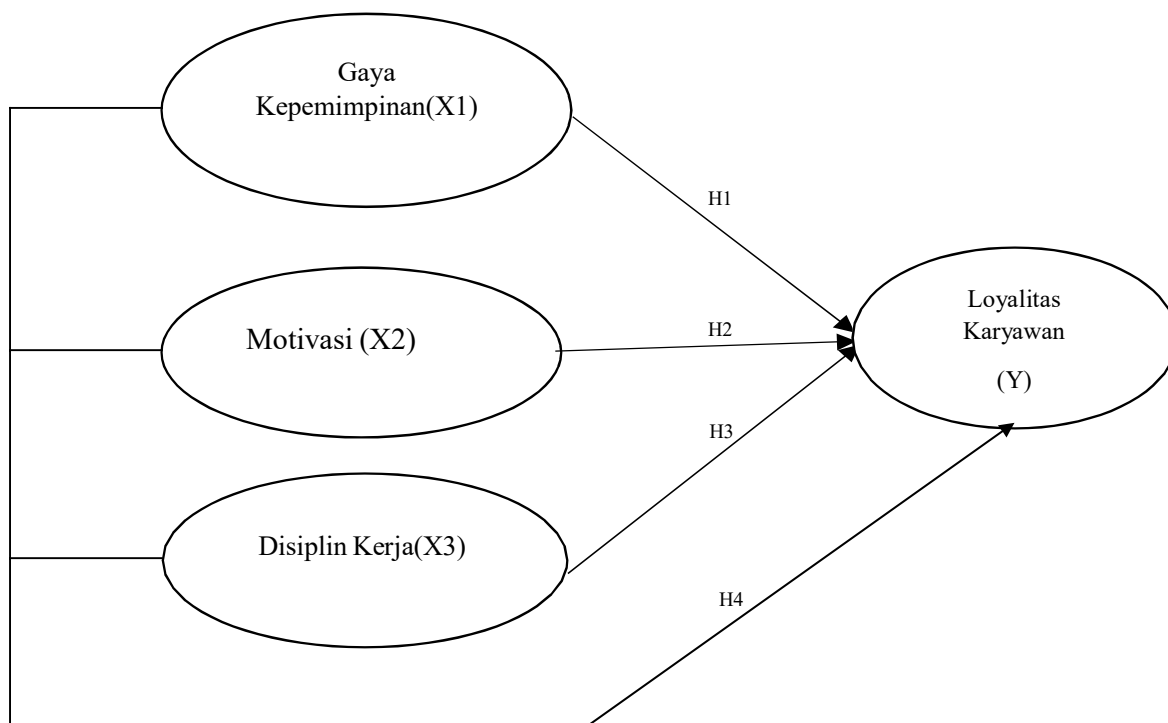 Gaya
Kepemimpinan(X1)
H1
Loyalitas
Karyawan
(Y)
Motivasi (X2)
H2
H3
Disiplin Kerja(X3)
H4